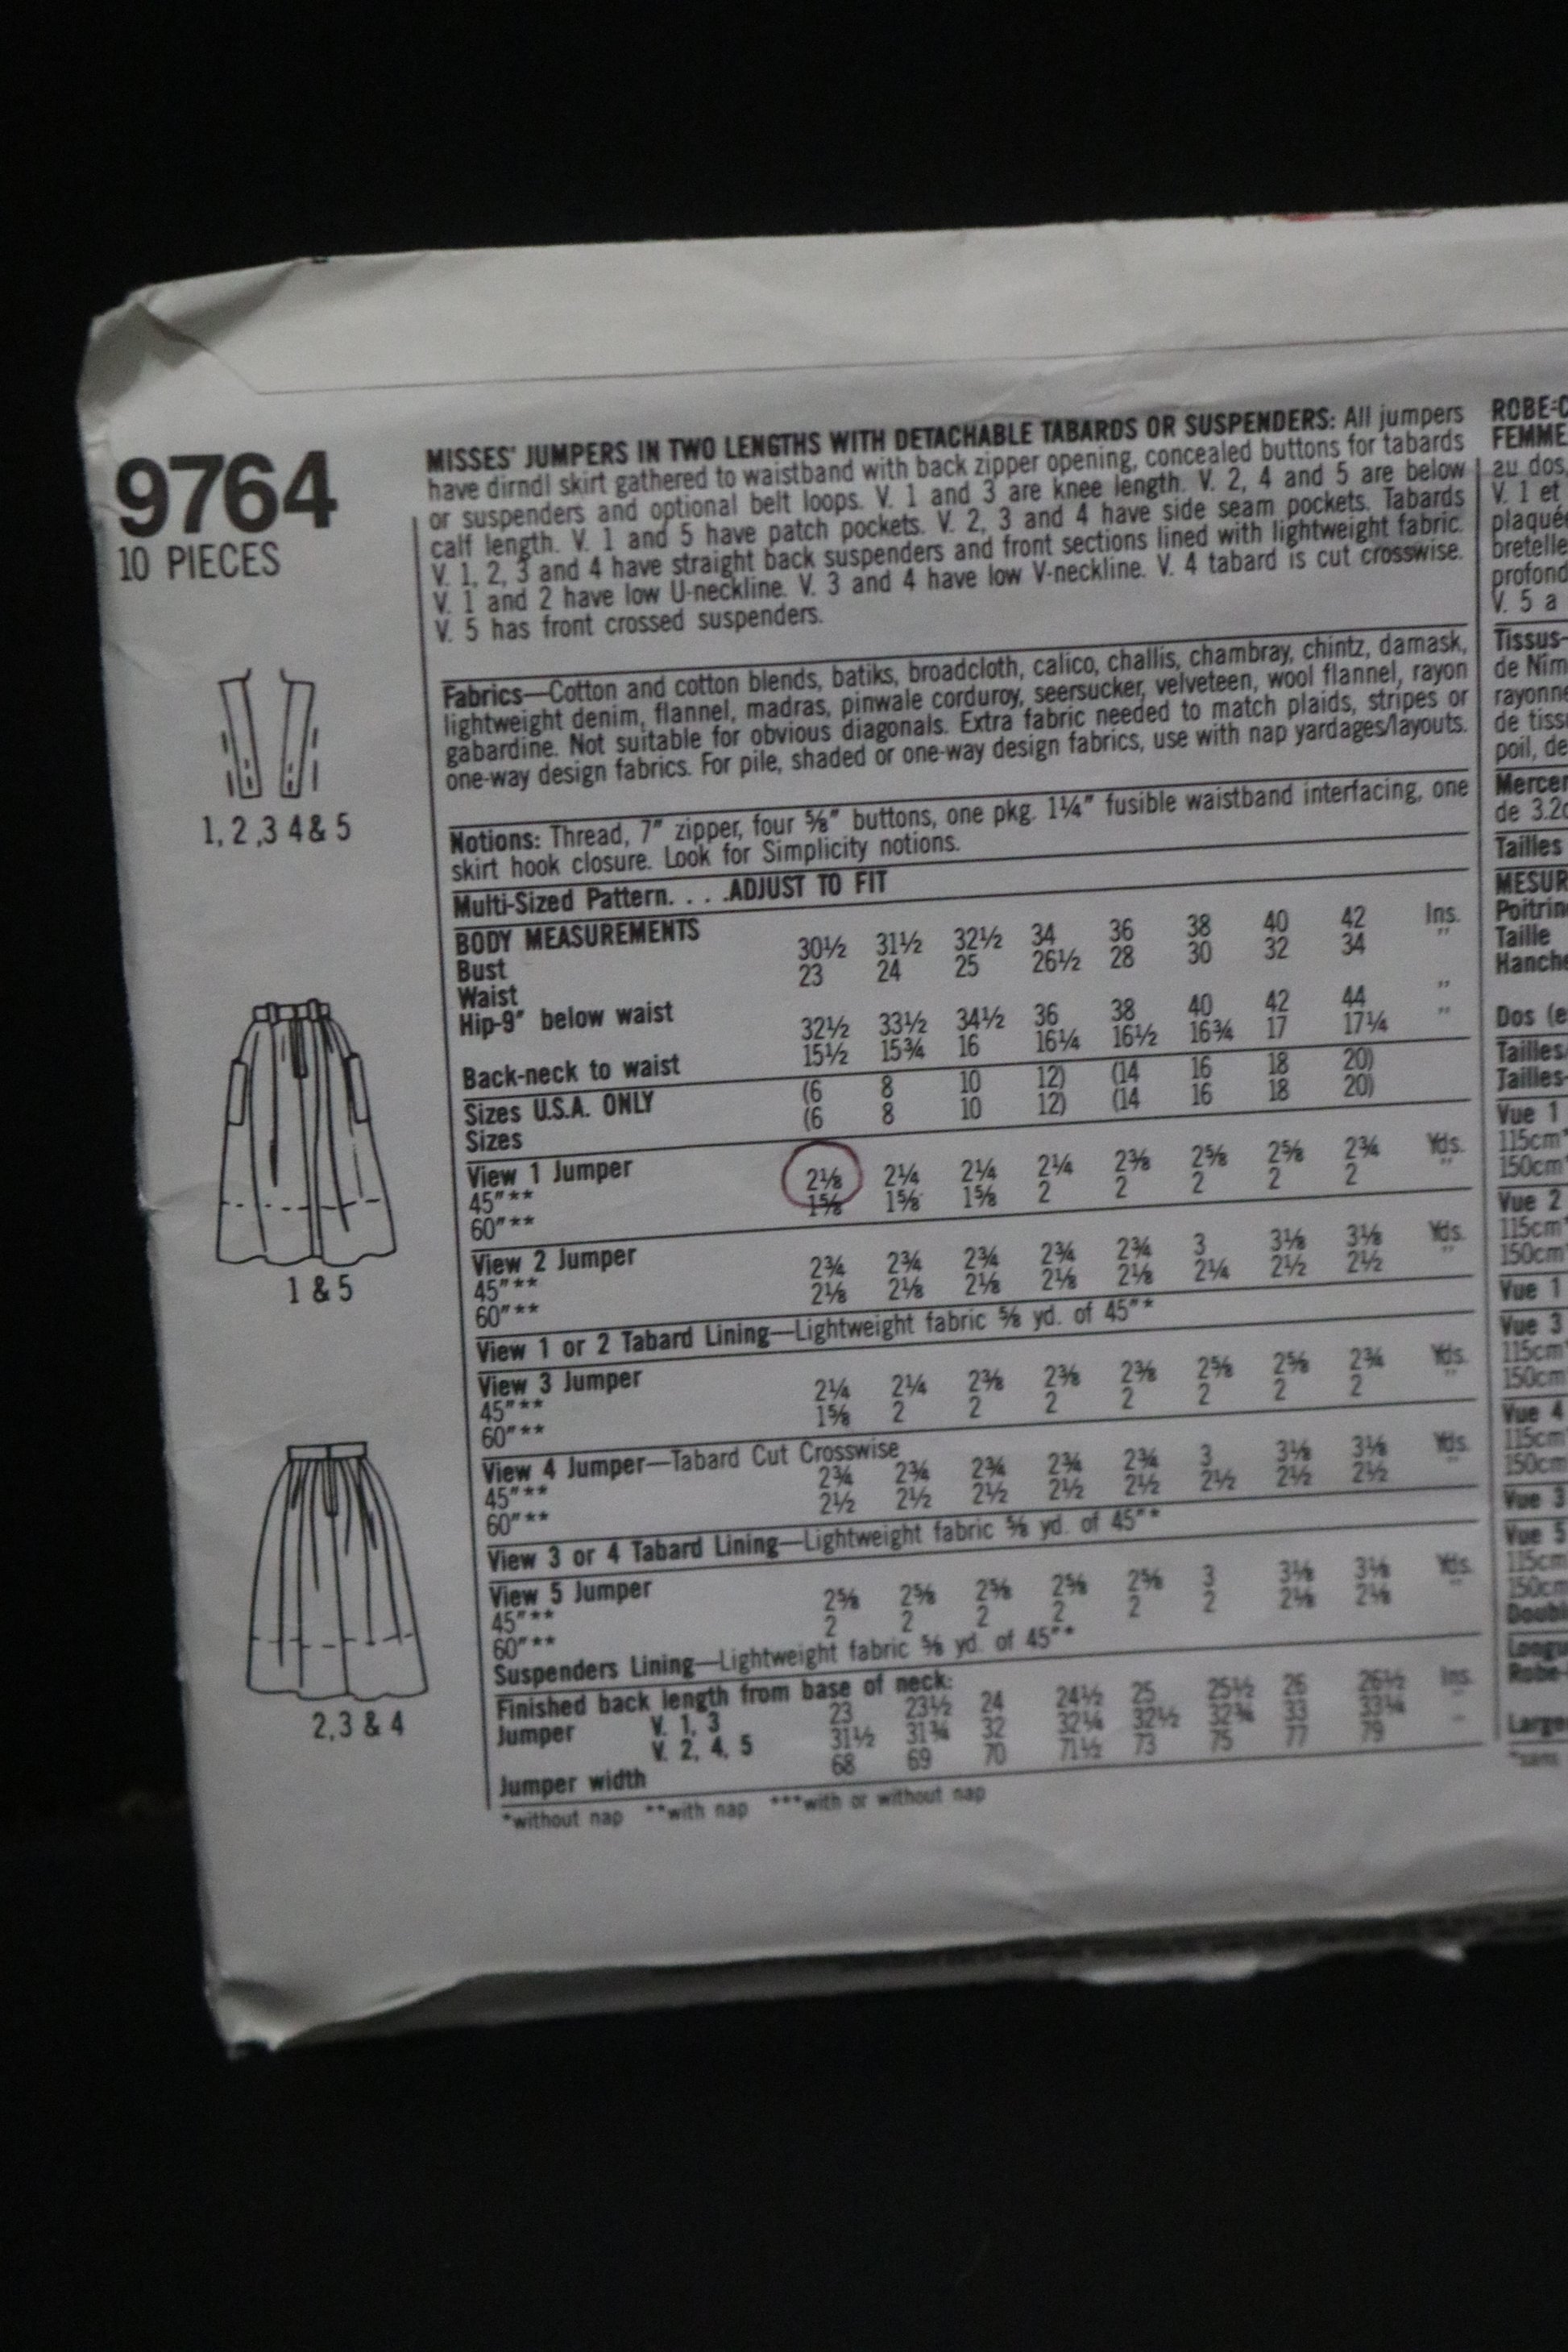 9764
10 PIECES
1, 2 ,3 4 & 5
1 & 5
2,3 & 4
MISSES' JUMPERS IN TWO LENGTHS WITH DETACHABLE TABARDS OR SUSPENDERS: All jumpers
have dirndl skirt gathered to waistband with back zipper opening, concealed buttons for tabards
or suspenders and optional belt loops. V. 1 and 3 are knee length. V. 2, 4 and 5 are below
calf length. V. 1 and 5 have patch pockets. V. 2, 3 and 4 have side seam pockets. Tabards
V. 1, 2, 3 and 4 have straight back suspenders and front sections lined with lightweight fabric.
V. 1 and 2 have low U-neckline. V. 3 and 4 have low V-neckline. V. 4 tabard is cut crosswise.
V. 5 has front crossed suspenders.
Fabrics—Cotton and cotton blends, batiks, broadcloth, calico, challis, chambray, chintz, damask,
lightweight denim, flannel, madras, pinwale corduroy, seersucker, velveteen, wool flannel, rayon
gabardine. Not suitable for obvious diagonals. Extra fabric needed to match plaids, stripes or
one-way design fabrics. For pile, shaded or one-way design fabrics, use with nap yardages/layouts.
Notions: Thread, 7" zipper, four ⅝" buttons, one pkg. 1¼" fusible waistband interfacing, one
skirt hook closure. Look for Simplicity notions.
Multi-Sized Pattern. . . .ADJUST TO FIT
BODY MEASUREMENTS
Bust 30½ 31½ 32½ 34 36 38 40 42 Ins.
Waist 23 24 25 26½ 28 30 32 34 "
Hip-9" below waist 32½ 33½ 34½ 36 38 40 42 44 "
Back-neck to waist 15½ 15¾ 16 16¼ 16½ 16¾ 17 17¼ "
Sizes U.S.A. ONLY (6 8 10 12) (14 16 18 20)
Sizes (6 8 10 12) (14 16 18 20)
View 1 Jumper
45"** 2⅛ 2¼ 2¼ 2¼ 2⅜ 2⅝ 2⅝ 2¾ Yds.
60"** 1⅝ 1⅝ 1⅝ 2 2 2 2 2 "
View 2 Jumper
45"** 2¾ 2¾ 2¾ 2¾ 2¾ 3 3⅛ 3⅛ Yds.
60"** 2⅛ 2⅛ 2⅛ 2⅛ 2⅛ 2¼ 2½ 2½ "
View 1 or 2 Tabard Lining—Lightweight fabric ⅝ yd. of 45"*
View 3 Jumper
45"** 2¼ 2¼ 2⅜ 2⅜ 2⅜ 2⅝ 2⅝ 2¾ Yds.
60"** 1⅝ 2 2 2 2 2 2 2 "
View 4 Jumper—Tabard Cut Crosswise
45"** 2¾ 2¾ 2¾ 2¾ 2¾ 3 3⅛ 3⅛ Yds.
60"** 2½ 2½ 2½ 2½ 2½ 2½ 2½ 2½ "
View 3 or 4 Tabard Lining—Lightweight fabric ⅝ yd. of 45"*
View 5 Jumper
45"** 2⅝ 2⅝ 2⅝ 2⅝ 2⅝ 3 3⅛ 3⅛ Yds.
60"** 2 2 2 2 2 2 2⅛ 2⅛ "
Suspenders Lining—Lightweight fabric ⅝ yd. of 45"*
Finished back length from base of neck:
Jumper V. 1, 3 23 23½ 24 24½ 25 25½ 26 26½ Ins.
V. 2, 4, 5 31½ 31¾ 32 32¼ 32½ 32¾ 33 33¼ "
Jumper width 68 69 70 71½ 73 75 77 79 "
*without nap **with nap ***with or without nap
ROBE-C
FEMME
au dos,
V. 1 et
plaqué
bretelle
profond
V. 5 a
Tissus-
de Nim
rayonne
de tiss
poil, de
Mercer
de 3.2c
Tailles
MESUR
Poitrin
Taille
Hanche
Dos (e
Tailles
Tailles-
Vue 1
115cm*
150cm*
Vue 2
115cm*
150cm*
Vue 1
Vue 3
115cm*
150cm*
Vue 4
115cm
150cm
Vue 3
Vue 5
115cm
150cm
Doubl
Longu
Robe-
Large